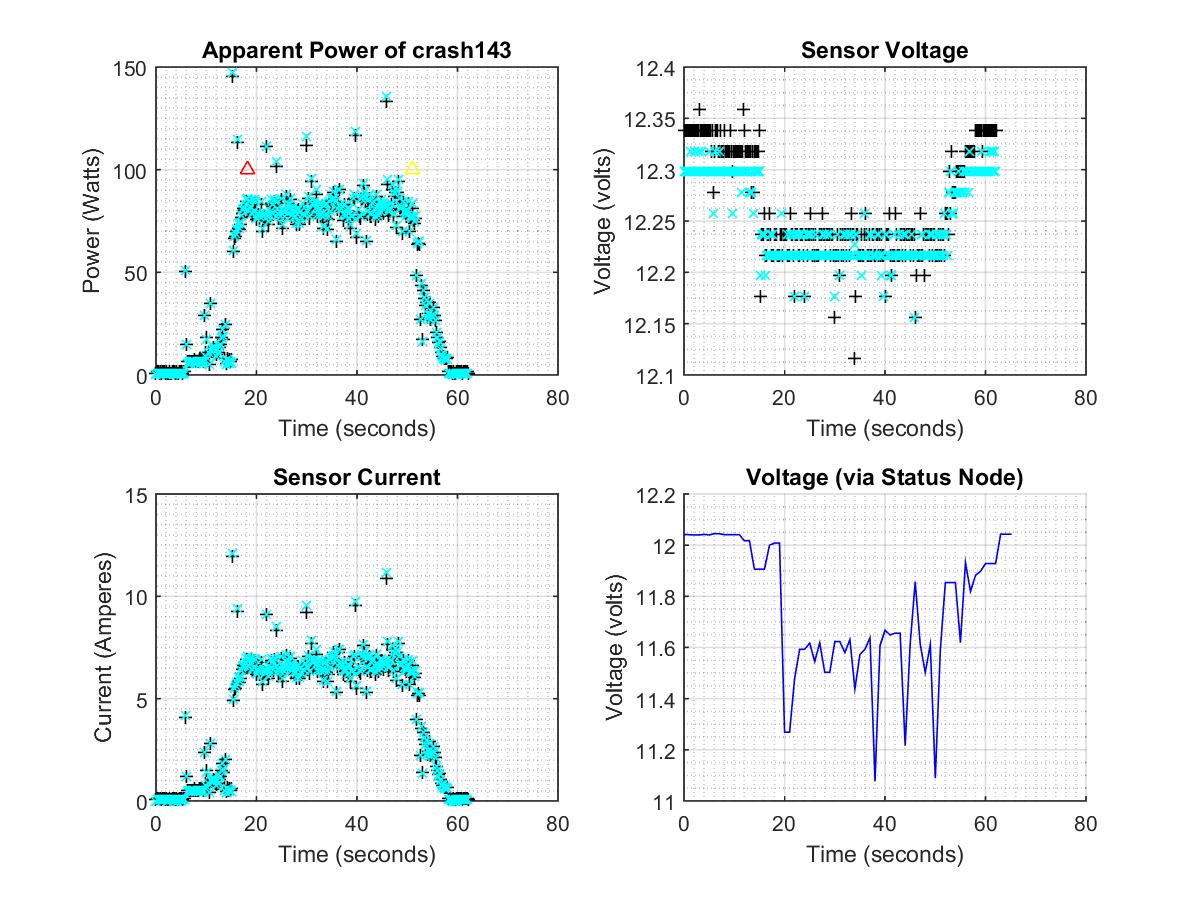 Apparent Power of crash143
150
100
50
0
Power (Watts)
0 20 40 60 80
Time (seconds)
Sensor Voltage
12.4
12.35
12.3
12.25
12.2
12.15
12.1
Voltage (volts)
0 20 40 60 80
Time (seconds)
Sensor Current
15
10
5
0
Current (Amperes)
0 20 40 60 80
Time (seconds)
Voltage (via Status Node)
12.2
12
11.8
11.6
11.4
11.2
11
Voltage (volts)
0 20 40 60 80
Time (seconds)